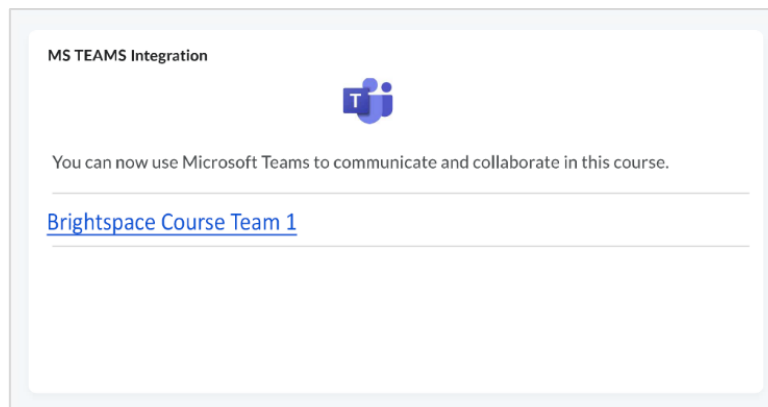 MS TEAMS Integration
T
You can now use Microsoft Teams to communicate and collaborate in this course.
Brightspace Course Team 1